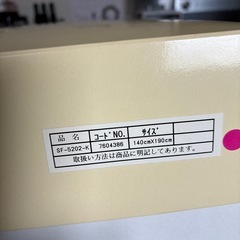 品名 コードNO. サイズ
SF-5202-K 7604386 140cm×190cm
取扱い方法は商品に明記してあります。